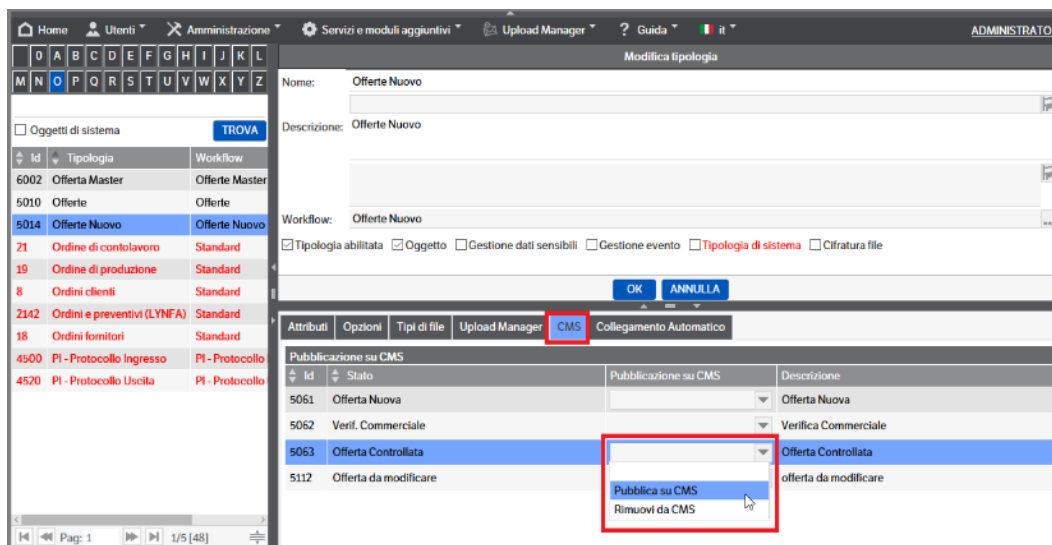 Home Utenti Amministrazione Servizi e moduli aggiuntivi Upload Manager ? Guida it ADMINISTRATO
0 A B C D E F G H I J K L
M N O P Q R S T U V W X Y Z
Oggetti di sistema TROVA
Id Tipologia Workflow
6002 Offerta Master Offerte Master
5010 Offerte Offerte
5014 Offerte Nuovo Offerte Nuovo
21 Ordine di contolavoro Standard
19 Ordine di produzione Standard
8 Ordini clienti Standard
2142 Ordini e preventivi (LYNFA) Standard
18 Ordini fornitori Standard
4500 PI - Protocollo Ingresso PI - Protocollo
4520 PI - Protocollo Uscita PI - Protocollo
Pag: 1 1/5 [48]
Modifica tipologia
Nome: Offerte Nuovo
Descrizione: Offerte Nuovo
Workflow: Offerte Nuovo
Tipologia abilitata Oggetto Gestione dati sensibili Gestione evento Tipologia di sistema Cifratura file
OK ANNULLA
Attributi Opzioni Tipi di file Upload Manager CMS Collegamento Automatico
Pubblicazione su CMS
Id Stato Pubblicazione su CMS Descrizione
5061 Offerta Nuova Offerta Nuova
5062 Verif. Commerciale Verifica Commerciale
5063 Offerta Controllata Offerta Controllata
5112 Offerta da modificare offerta da modificare
Pubblica su CMS
Rimuovi da CMS